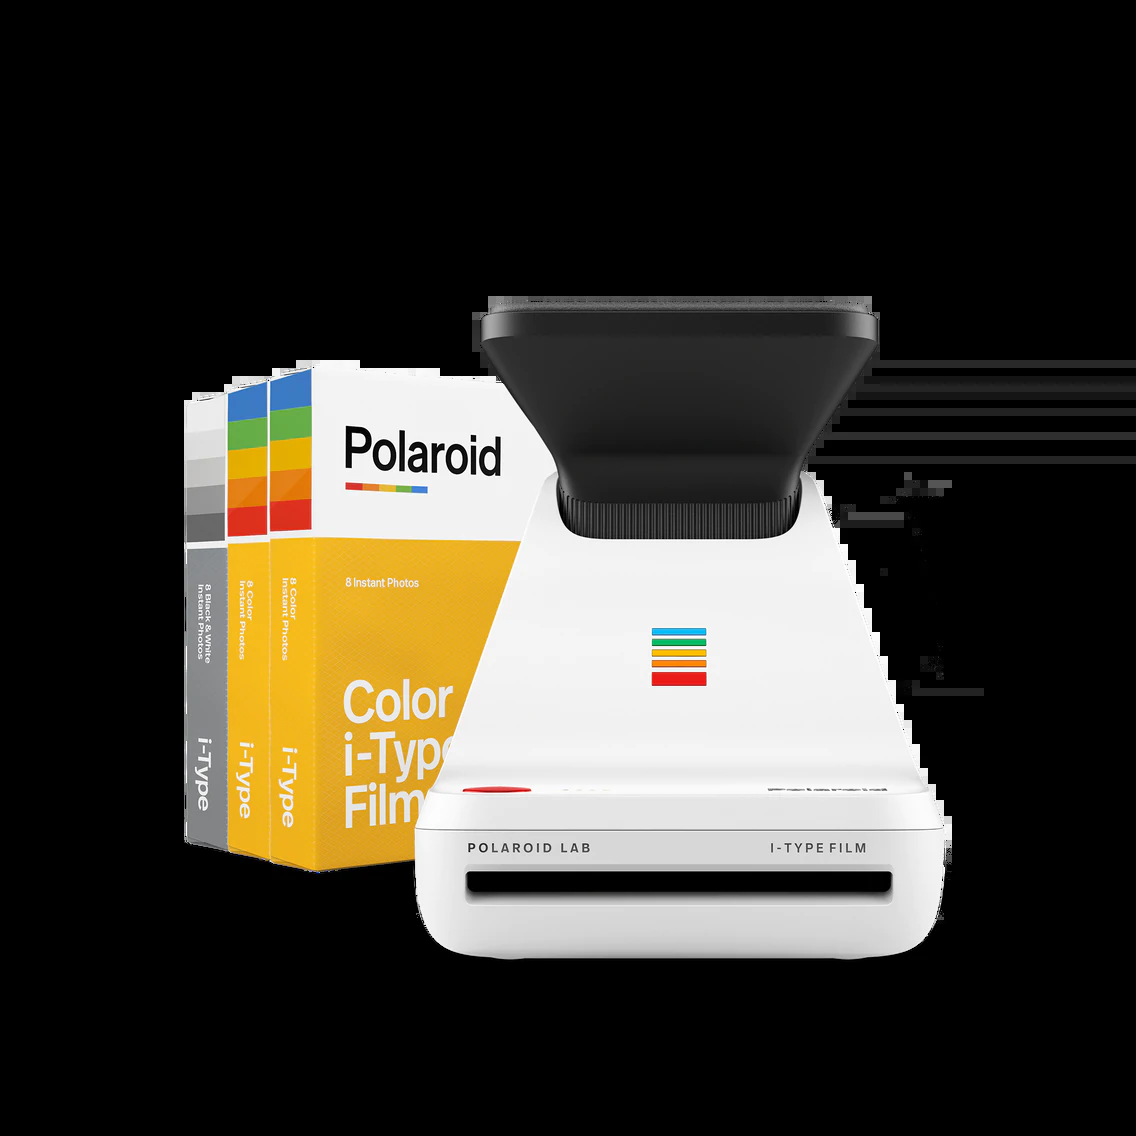 Polaroid
8 Instant Photos
Color
i-Type
Film
8 Black & White
Instant Photos
i-Type
8 Color
Instant Photos
i-Type
8 Color
Instant Photos
i-Type
Polaroid
POLAROID LAB
I-TYPE FILM